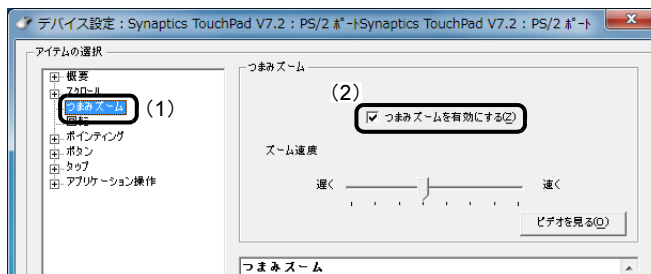 デバイス設定：Synaptics TouchPad V7.2 : PS/2 ﾎﾟｰﾄSynaptics TouchPad V7.2 : PS/2 ﾎﾟｰﾄ
アイテムの選択
概要
スクロール
つまみズーム
(1)
回転
ポインティング
ボタン
タップ
アプリケーション操作
つまみズーム
(2)
つまみズームを有効にする(Z)
ズーム速度
遅く
速く
ビデオを見る(O)
つまみズーム